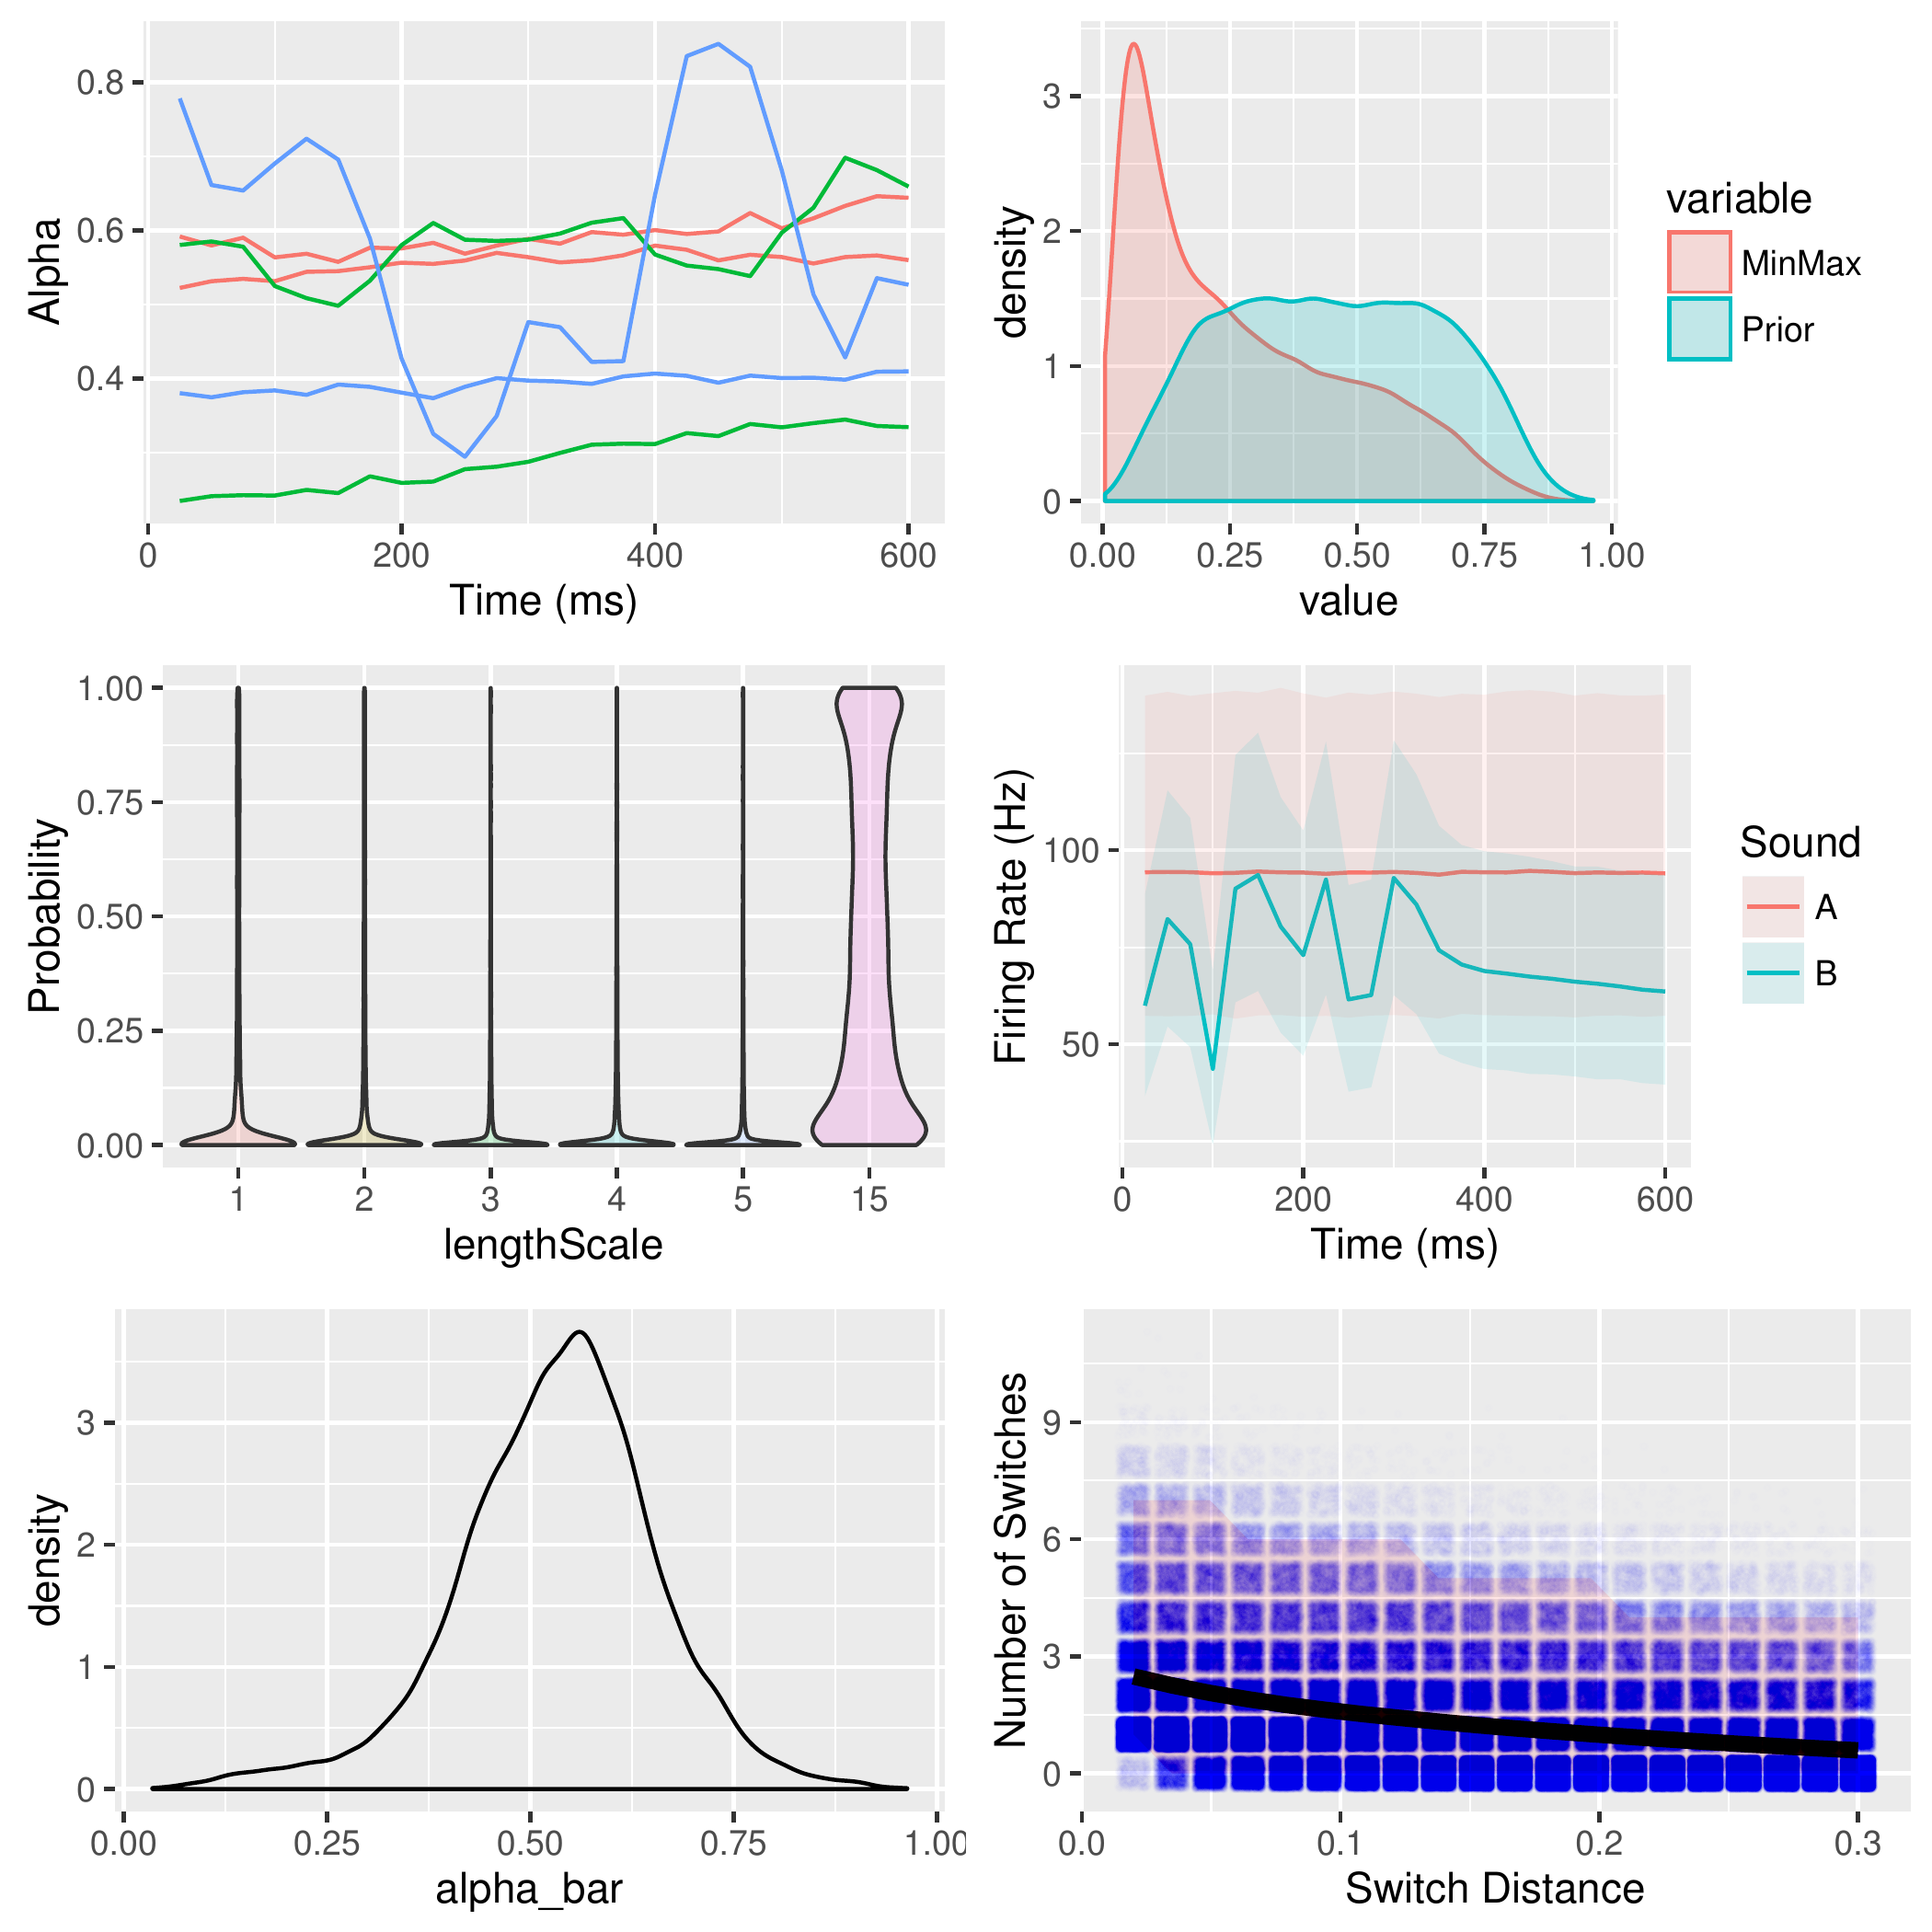 Alpha
0.8
0.6
0.4
0
200
400
600
Time (ms)
density
3
2
1
0
0.00
0.25
0.50
0.75
1.00
value
variable
MinMax
Prior
Probability
1.00
0.75
0.50
0.25
0.00
1
2
3
4
5
15
lengthScale
Firing Rate (Hz)
100
50
0
200
400
600
Time (ms)
Sound
A
B
density
3
2
1
0
0.00
0.25
0.50
0.75
1.00
alpha_bar
Number of Switches
9
6
3
0
0.0
0.1
0.2
0.3
Switch Distance